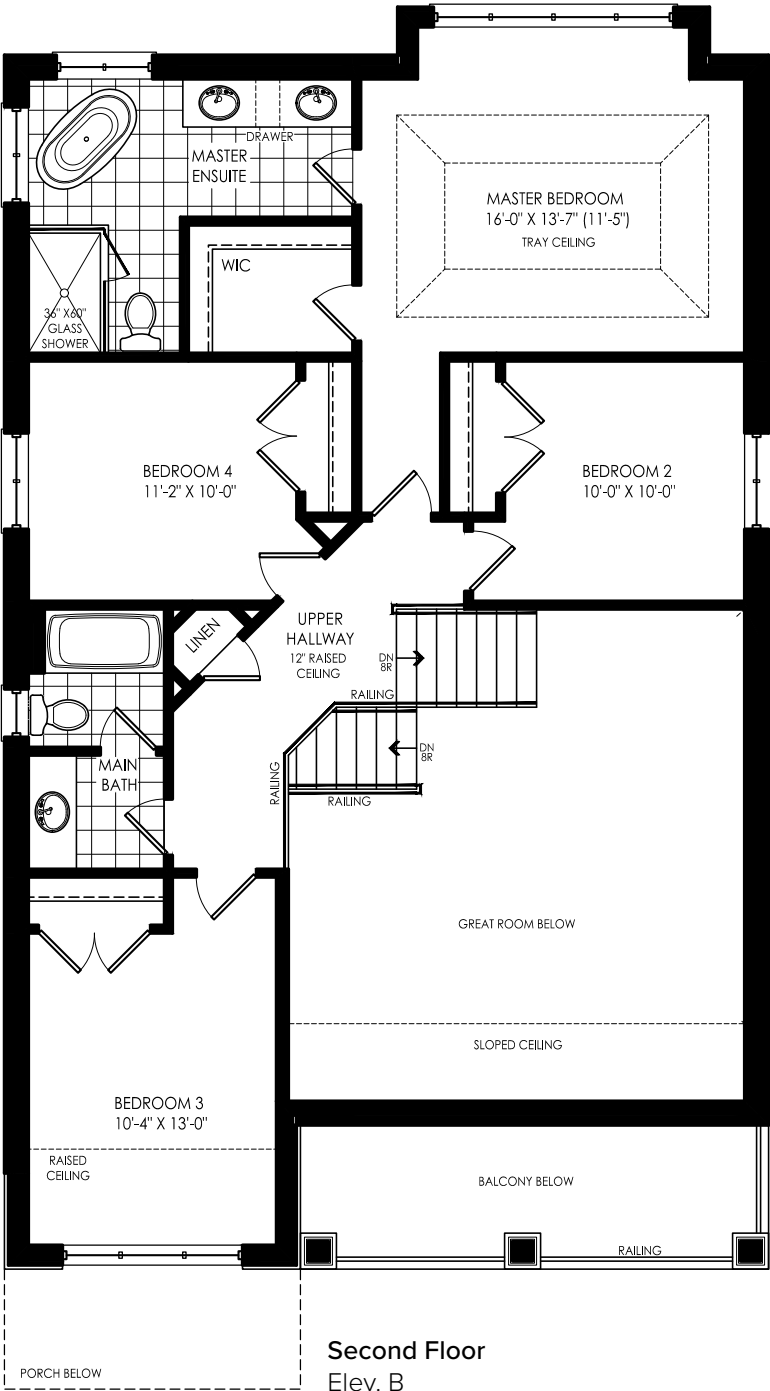 DRAWER
MASTER
ENSUITE
MASTER BEDROOM
16'-0" X 13'-7" (11'-5")
TRAY CEILING
WIC
36" X60"
GLASS
SHOWER
BEDROOM 4
11'-2" X 10'-0"
BEDROOM 2
10'-0" X 10'-0"
LINEN
UPPER
HALLWAY
12" RAISED
CEILING
DN
8R
RAILING
DN
8R
RAILING
RAILING
MAIN
BATH
GREAT ROOM BELOW
SLOPED CEILING
BEDROOM 3
10'-4" X 13'-0"
RAISED
CEILING
BALCONY BELOW
RAILING
PORCH BELOW
Second Floor
Elev. B